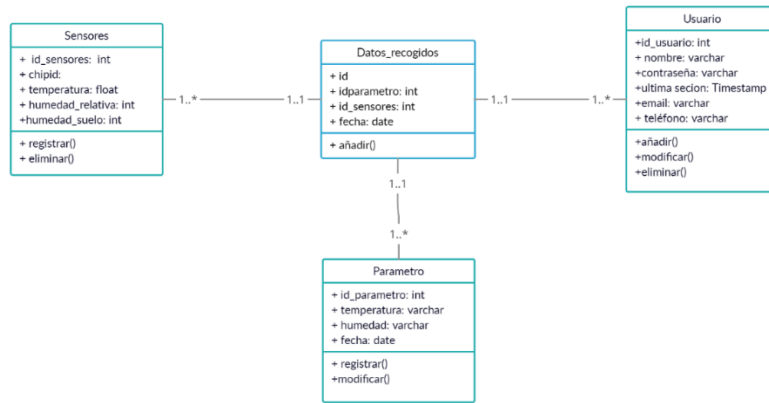 Sensores
+ id_sensores: int
+ chipid:
+ temperatura: float
+ humedad_relativa: int
+humedad_suelo: int
+ registrar()
+ eliminar()
1..*
1..1
Datos_recogidos
+ id
+ idparametro: int
+ id_sensores: int
+ fecha: date
+ añadir()
1..1
1..*
Usuario
+id_usuario: int
+ nombre: varchar
+contraseña: varchar
+ultima secion: Timestamp
+email: varchar
+ teléfono: varchar
+añadir()
+modificar()
+eliminar()
1..1
1..*
Parametro
+ id_parametro: int
+ temperatura: varchar
+ humedad: varchar
+ fecha: date
+ registrar()
+modificar()